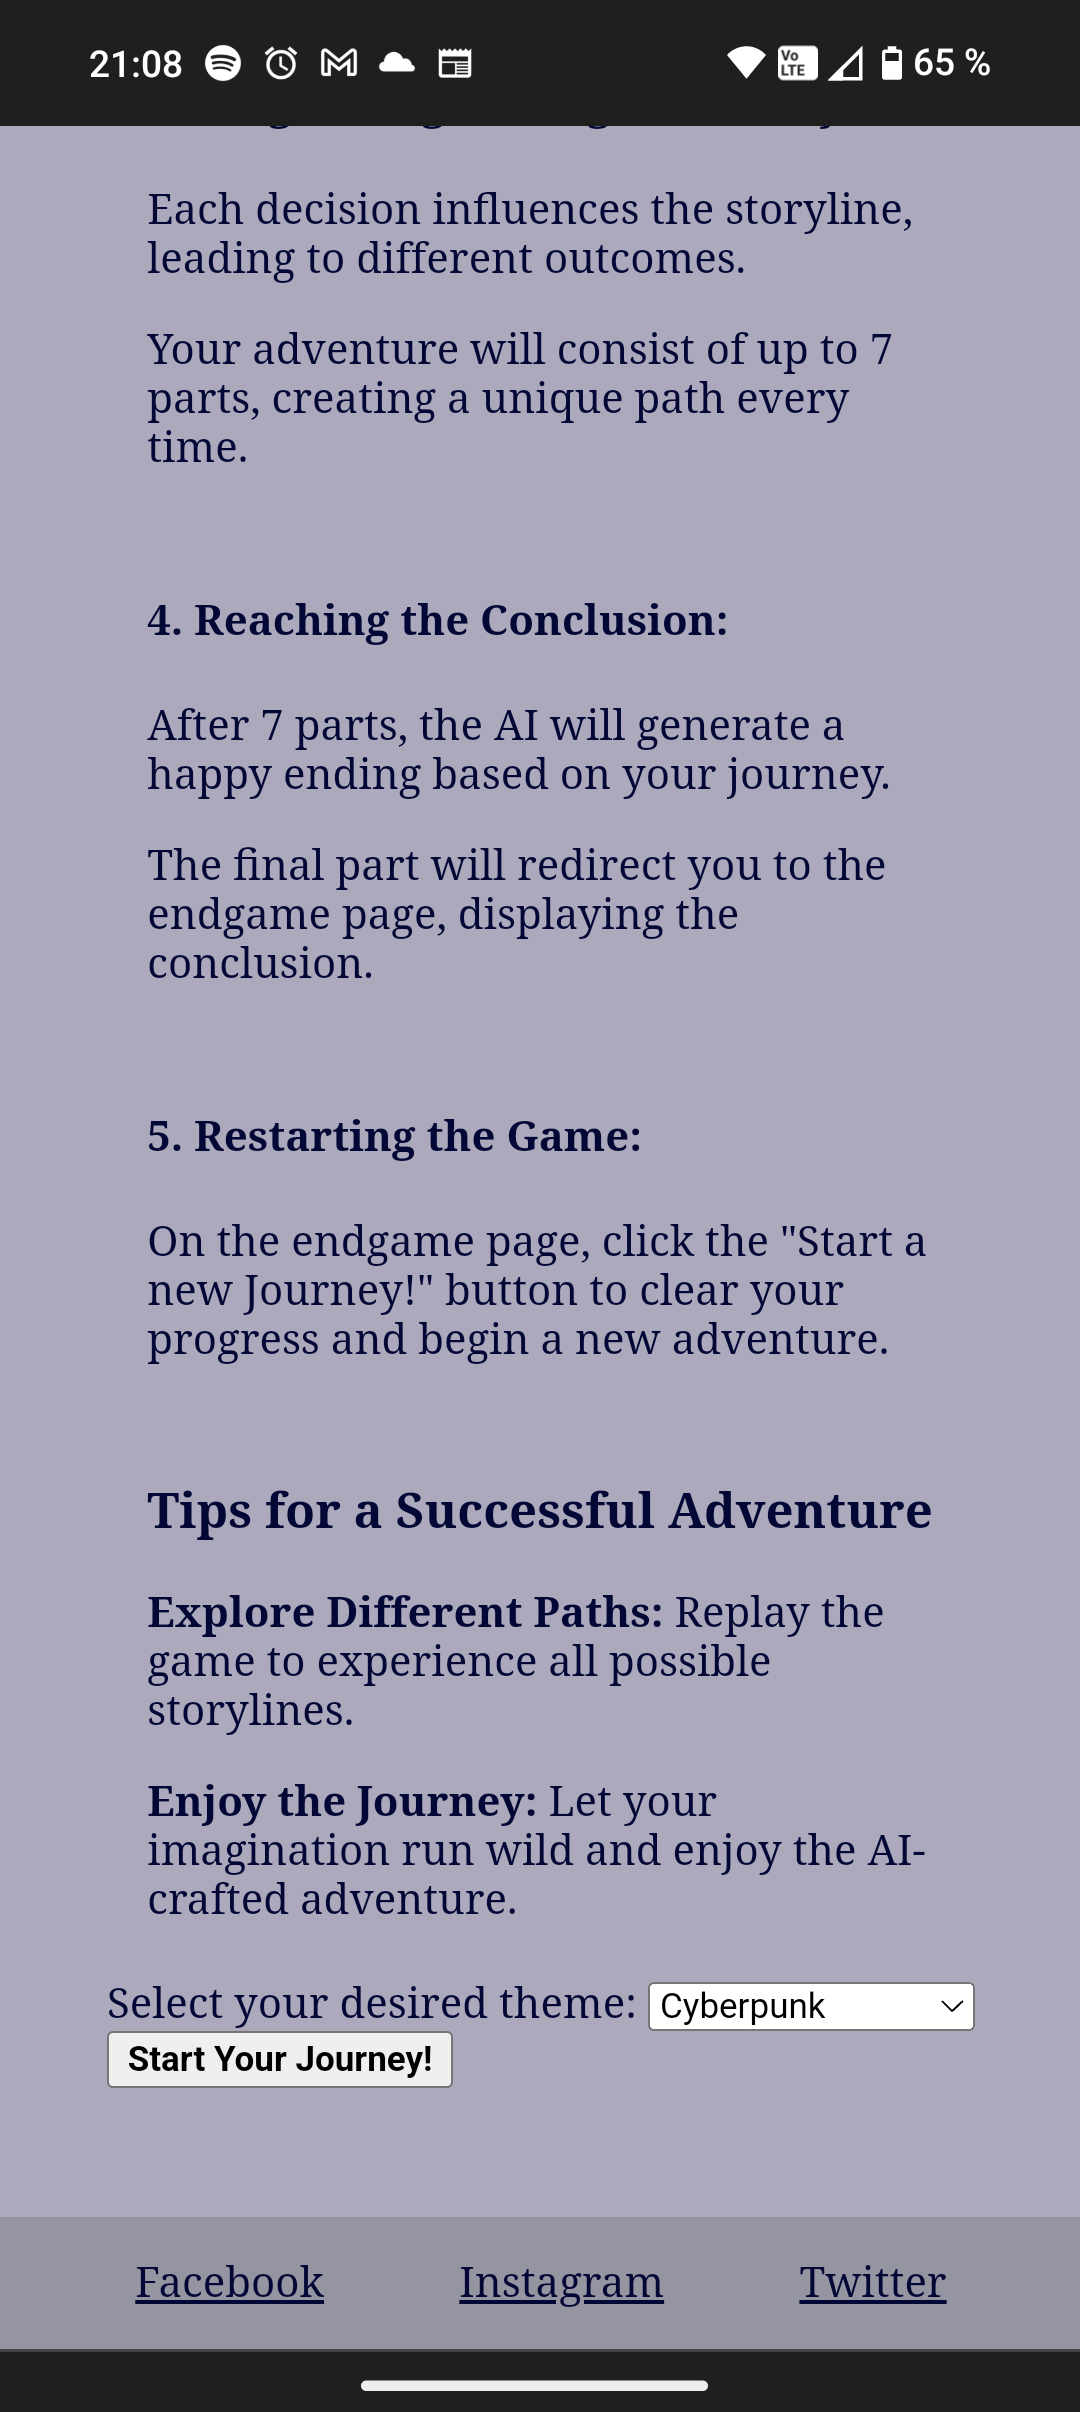 21:08
Vo
LTE
65 %
Each decision influences the storyline,
leading to different outcomes.
Your adventure will consist of up to 7
parts, creating a unique path every
time.
4. Reaching the Conclusion:
After 7 parts, the AI will generate a
happy ending based on your journey.
The final part will redirect you to the
endgame page, displaying the
conclusion.
5. Restarting the Game:
On the endgame page, click the "Start a
new Journey!" button to clear your
progress and begin a new adventure.
Tips for a Successful Adventure
Explore Different Paths: Replay the
game to experience all possible
storylines.
Enjoy the Journey: Let your
imagination run wild and enjoy the AI-
crafted adventure.
Select your desired theme: Cyberpunk
Start Your Journey!
Facebook Instagram Twitter